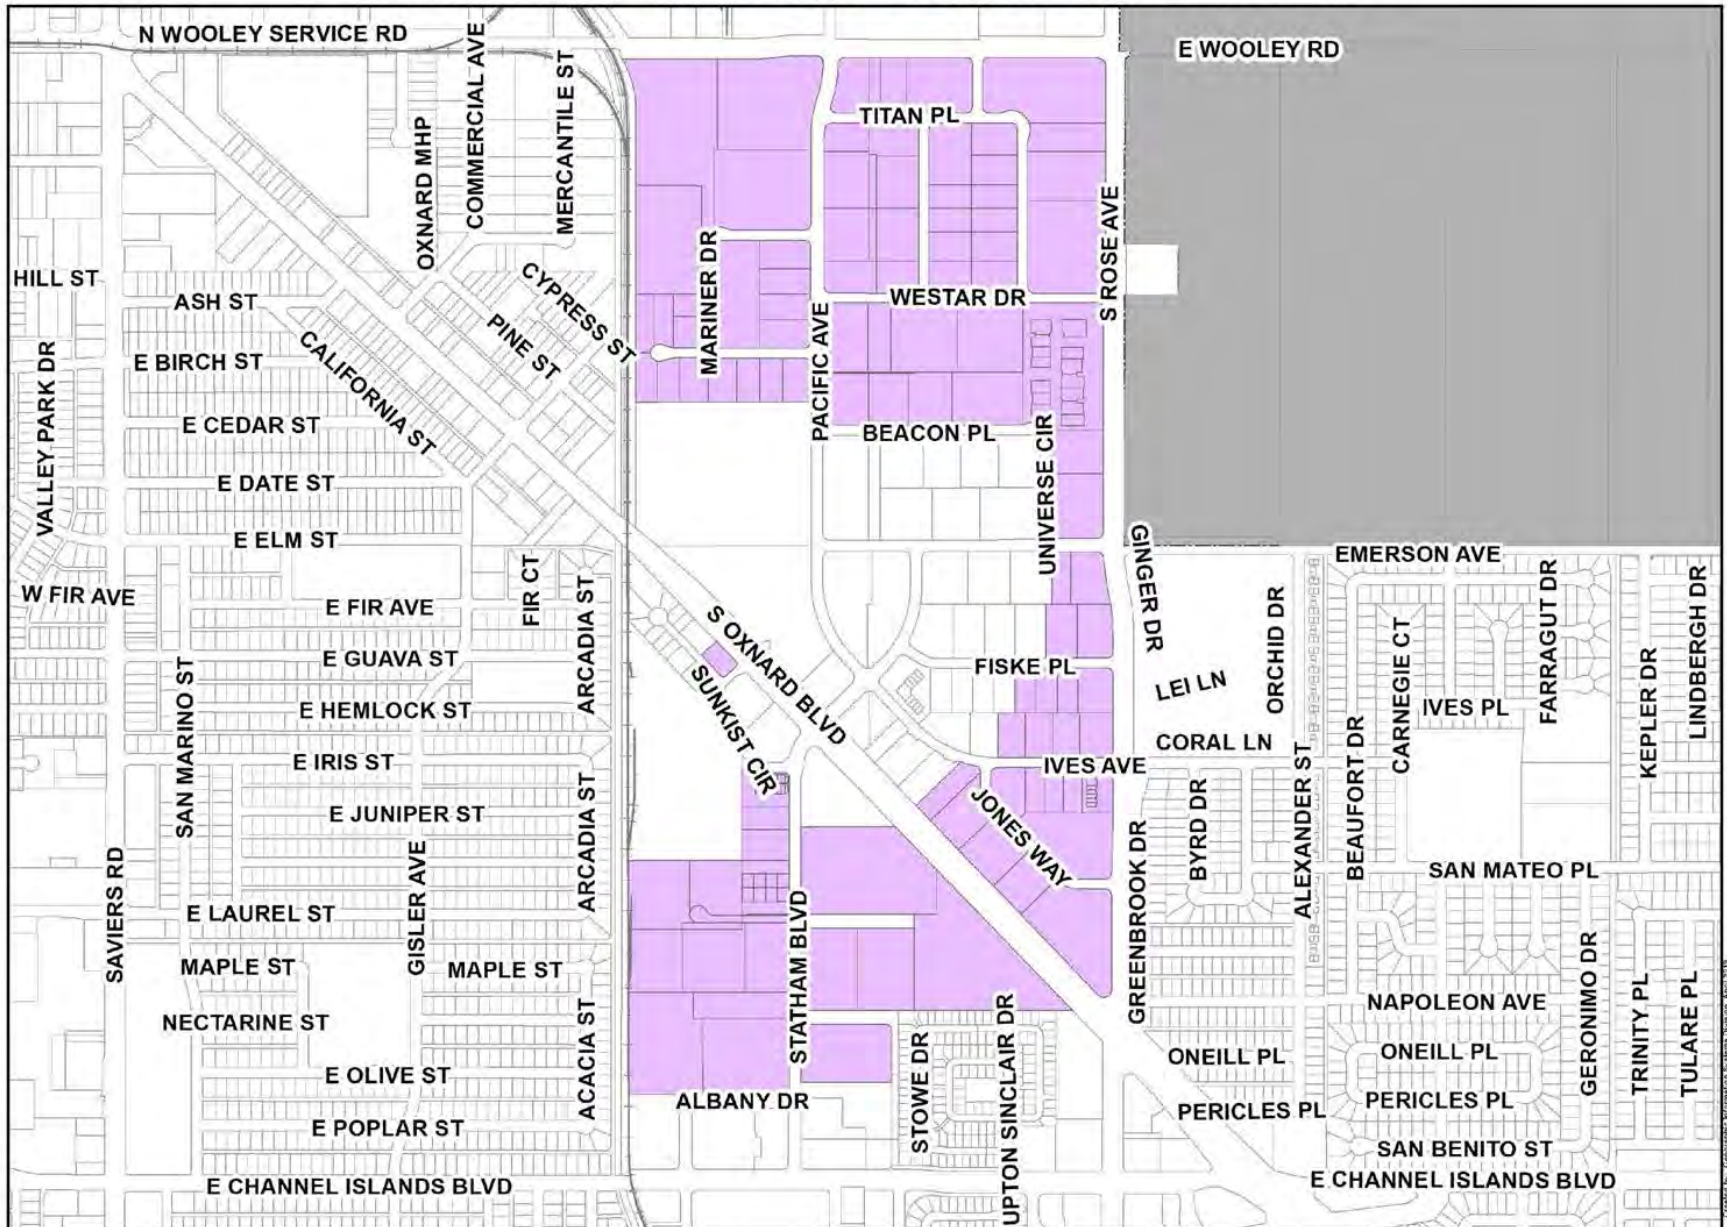 N WOOLEY SERVICE RD
E WOOLEY RD
COMMERCIAL AVE
MERCANTILE ST
OXNARD MHP
TITAN PL
S ROSE AVE
MARINER DR
HILL ST
ASH ST
CYPRESS ST
WESTAR DR
PINE ST
E BIRCH ST
CALIFORNIA ST
VALLEY PARK DR
PACIFIC AVE
E CEDAR ST
BEACON PL
UNIVERSE CIR
E DATE ST
E ELM ST
GINGER DR
EMERSON AVE
W FIR AVE
E FIR AVE
FIR CT
ARCADIA ST
S OXNARD BLVD
ORCHID DR
FARRAGUT DR
LINDBERGH DR
E GUAVA ST
FISKE PL
CARNEGIE CT
SAN MARINO ST
SUNKIST CIR
LEI LN
KEPLER DR
E HEMLOCK ST
IVES PL
CORAL LN
E IRIS ST
IVES AVE
ALEXANDER ST
BEAUFORT DR
E JUNIPER ST
ARCADIA ST
JONES WAY
BYRD DR
GREENBROOK DR
SAN MATEO PL
SAVIERS RD
GISLER AVE
E LAUREL ST
STATHAM BLVD
MAPLE ST
MAPLE ST
GERONIMO DR
TRINITY PL
TULARE PL
NAPOLEON AVE
NECTARINE ST
ACACIA ST
STOWE DR
UPTON SINCLAIR DR
ONEILL PL
ONEILL PL
E OLIVE ST
ALBANY DR
PERICLES PL
PERICLES PL
E POPLAR ST
SAN BENITO ST
E CHANNEL ISLANDS BLVD
E CHANNEL ISLANDS BLVD